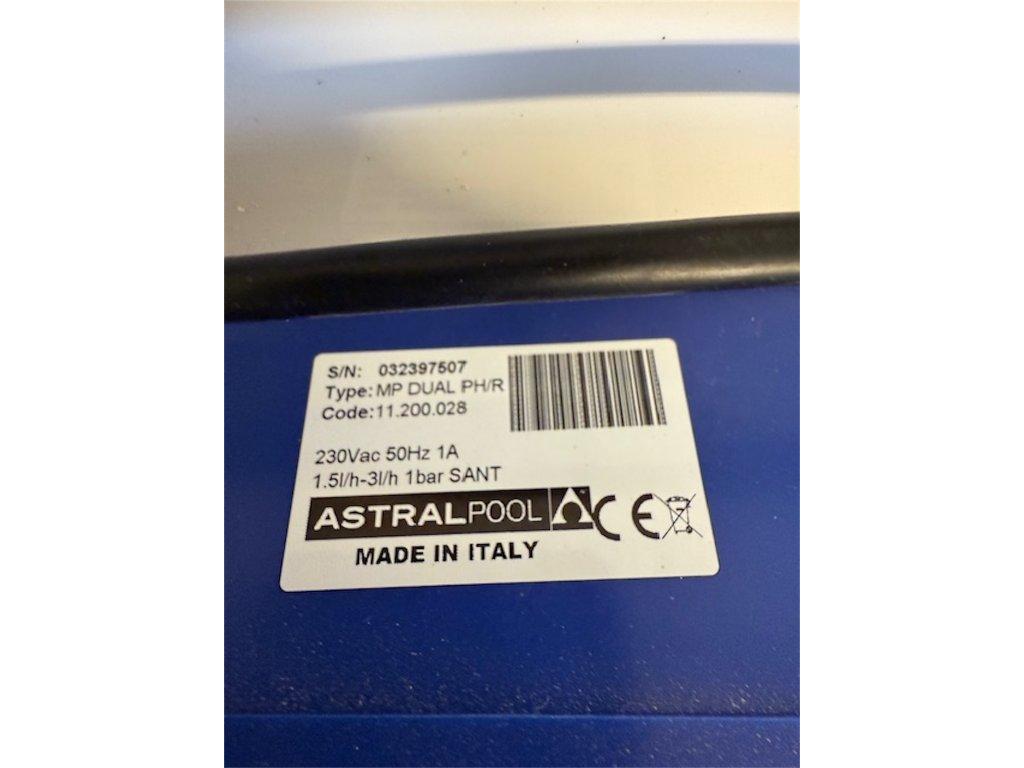 S/N: 032397507
Type: MP DUAL PH/R
Code:11.200.028
230Vac 50Hz 1A
1.5l/h-3l/h 1bar SANT
ASTRALPOOL CE
MADE IN ITALY